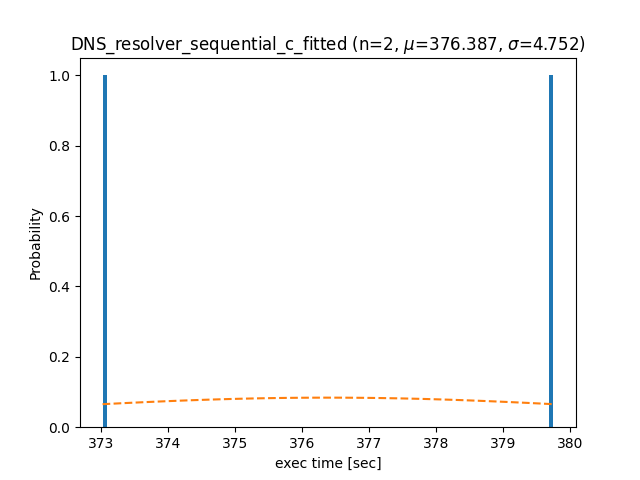 DNS_resolver_sequential_c_fitted (n=2, μ=376.387, σ=4.752)
1.0
0.8
0.6
0.4
0.2
0.0
Probability
373 374 375 376 377 378 379 380
exec time [sec]